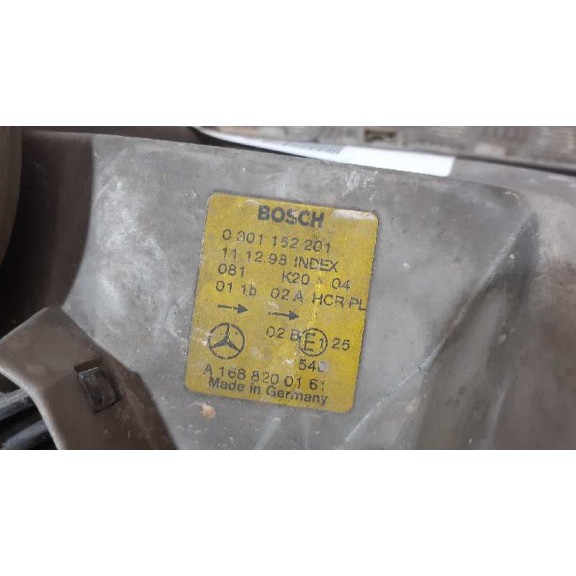 BOSCH
0 301 152 201
11.12.98 INDEX
081 K20 04
01 1b 02 A HCR PL
→ →
02 B E1 25
A 168 820 01 61
Made in Germany